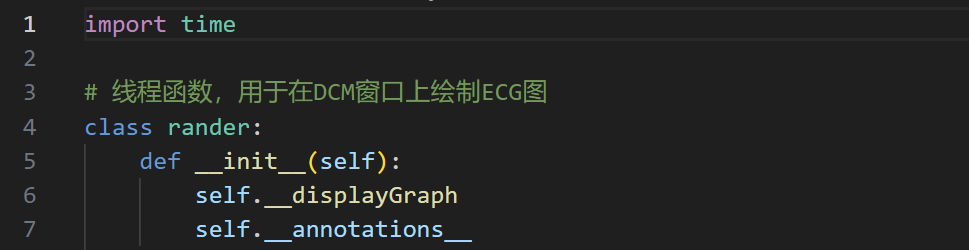 1 import time
2
3 # 线程函数，用于在DCM窗口上绘制ECG图
4 class rander:
5     def __init__(self):
6         self.__displayGraph
7         self.__annotations__